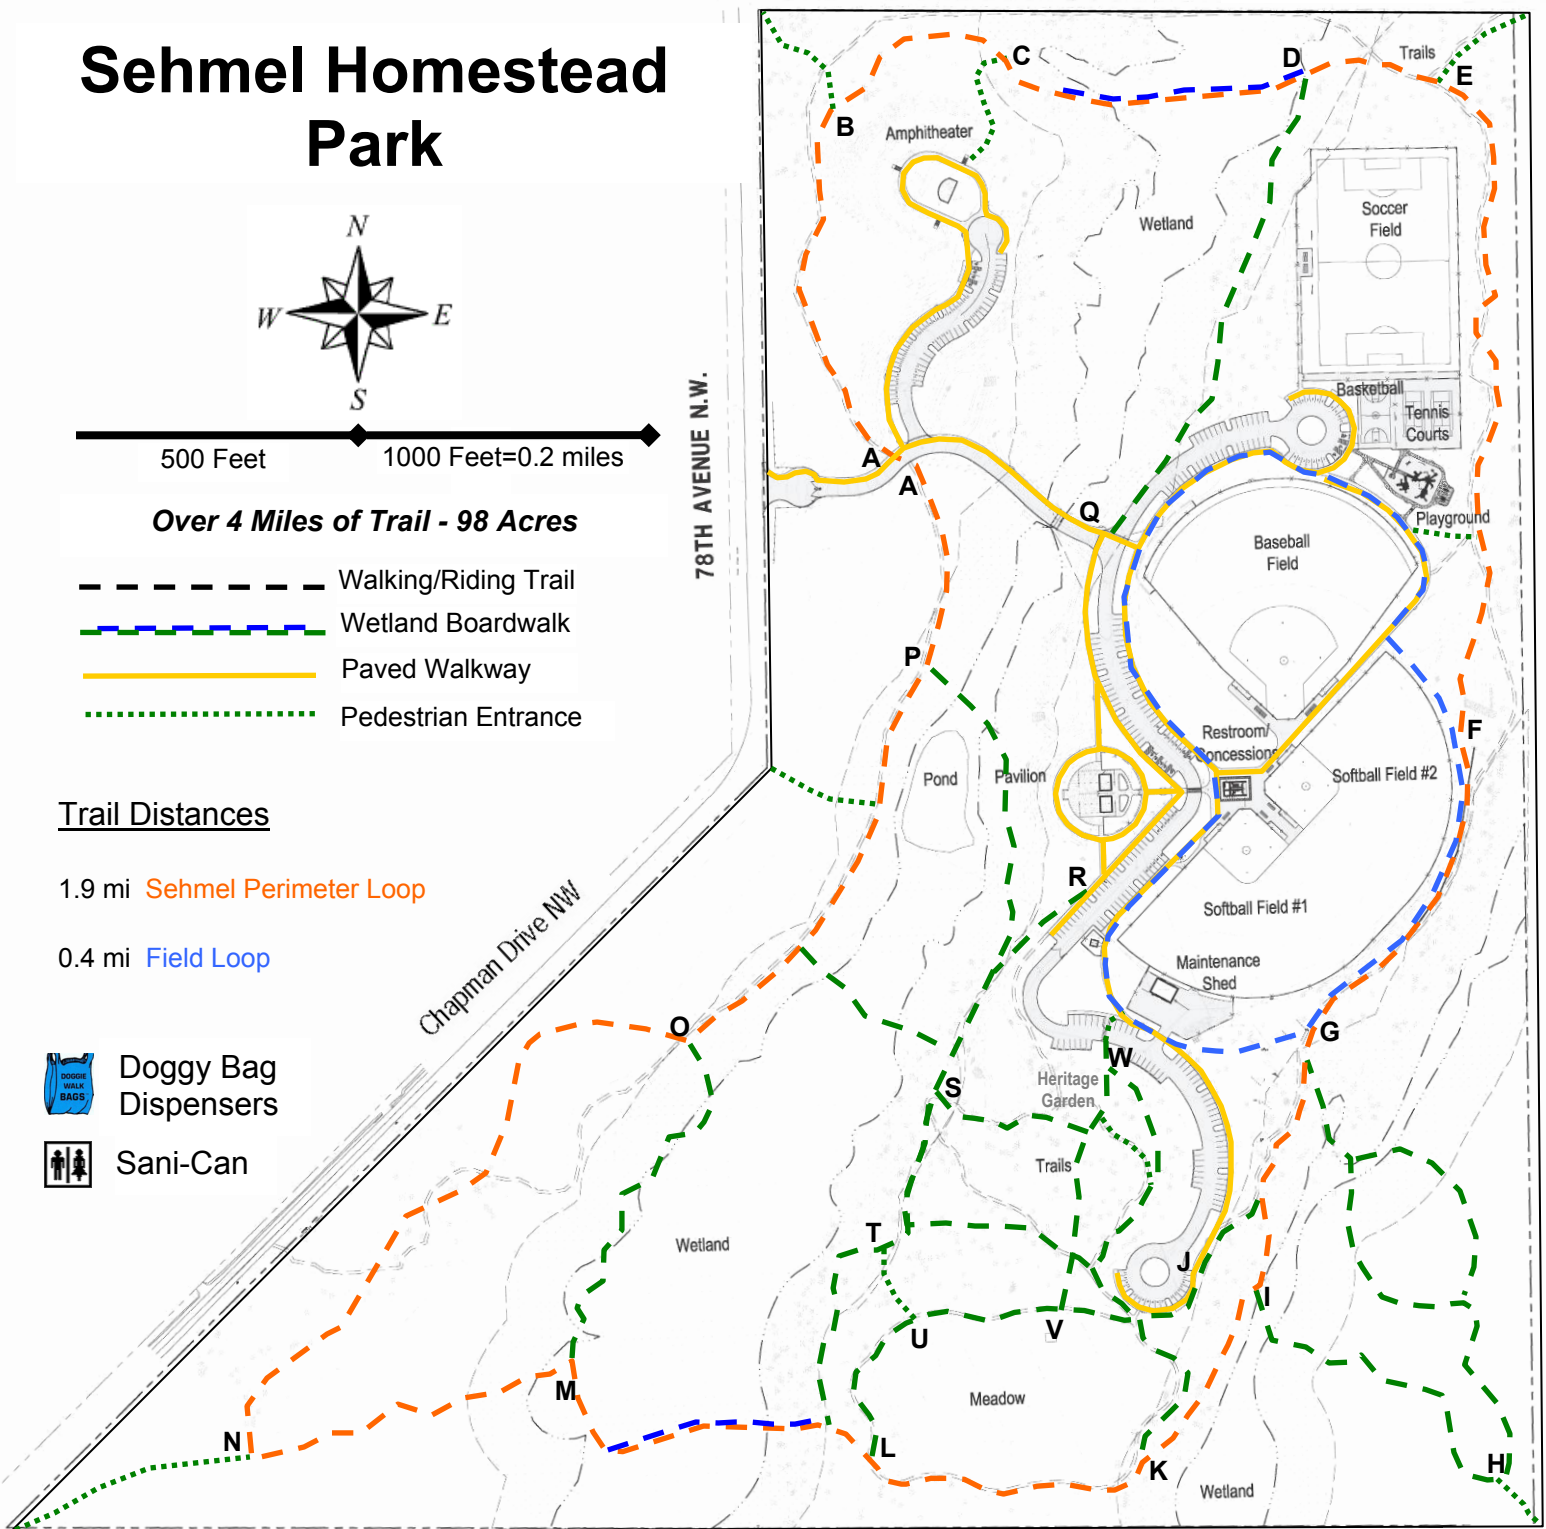 Sehmel Homestead
Park
N
W
E
S
500 Feet
1000 Feet=0.2 miles
Over 4 Miles of Trail - 98 Acres
Walking/Riding Trail
Wetland Boardwalk
Paved Walkway
Pedestrian Entrance
Trail Distances
1.9 mi Sehmel Perimeter Loop
0.4 mi Field Loop
DOGGIE
WALK
BAGS
Doggy Bag
Dispensers
Sani-Can
78TH AVENUE N.W.
Chapman Drive NW
C
D
Trails
E
B
Amphitheater
Wetland
Soccer
Field
Basketball
Tennis
Courts
A
A
Q
Playground
Baseball
Field
P
F
Restroom/
Concessions
Pond
Pavilion
Softball Field #2
R
Softball Field #1
Maintenance
Shed
O
G
W
Heritage
Garden
S
Trails
T
Wetland
J
I
U
V
M
Meadow
N
L
K
H
Wetland